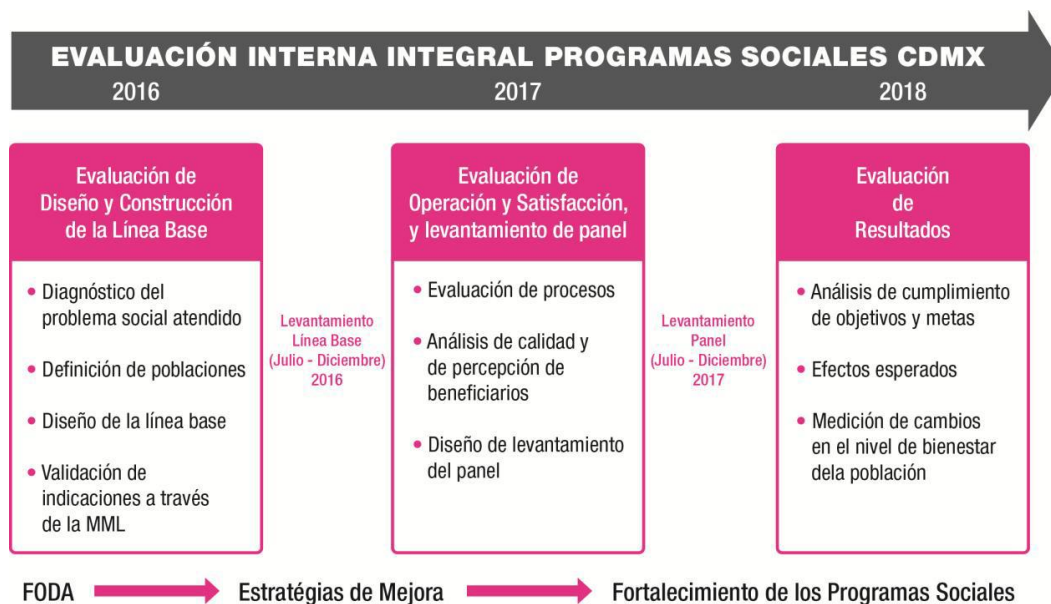 EVALUACIÓN INTERNA INTEGRAL PROGRAMAS SOCIALES CDMX
2016
2017
2018
Evaluación de
Diseño y Construcción
de la Línea Base
• Diagnóstico del
problema social atendido
• Definición de poblaciones
• Diseño de la línea base
• Validación de
indicaciones a través
de la MML
Levantamiento
Línea Base
(Julio - Diciembre)
2016
Evaluación de
Operación y Satisfacción,
y levantamiento de panel
• Evaluación de procesos
• Análisis de calidad y
de percepción de
beneficiarios
• Diseño de levantamiento
del panel
Levantamiento
Panel
(Julio - Diciembre)
2017
Evaluación
de
Resultados
• Análisis de cumplimiento
de objetivos y metas
• Efectos esperados
• Medición de cambios
en el nivel de bienestar
dela población
FODA
Estratégias de Mejora
Fortalecimiento de los Programas Sociales